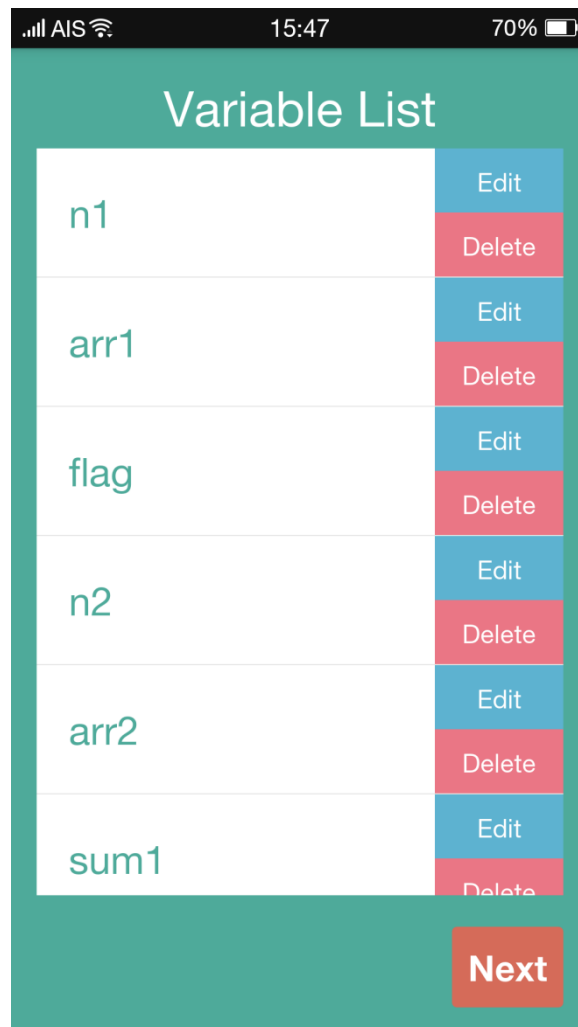 AIS 15:47 70%
Variable List
n1
Edit
Delete
arr1
Edit
Delete
flag
Edit
Delete
n2
Edit
Delete
arr2
Edit
Delete
sum1
Edit
Delete
Next